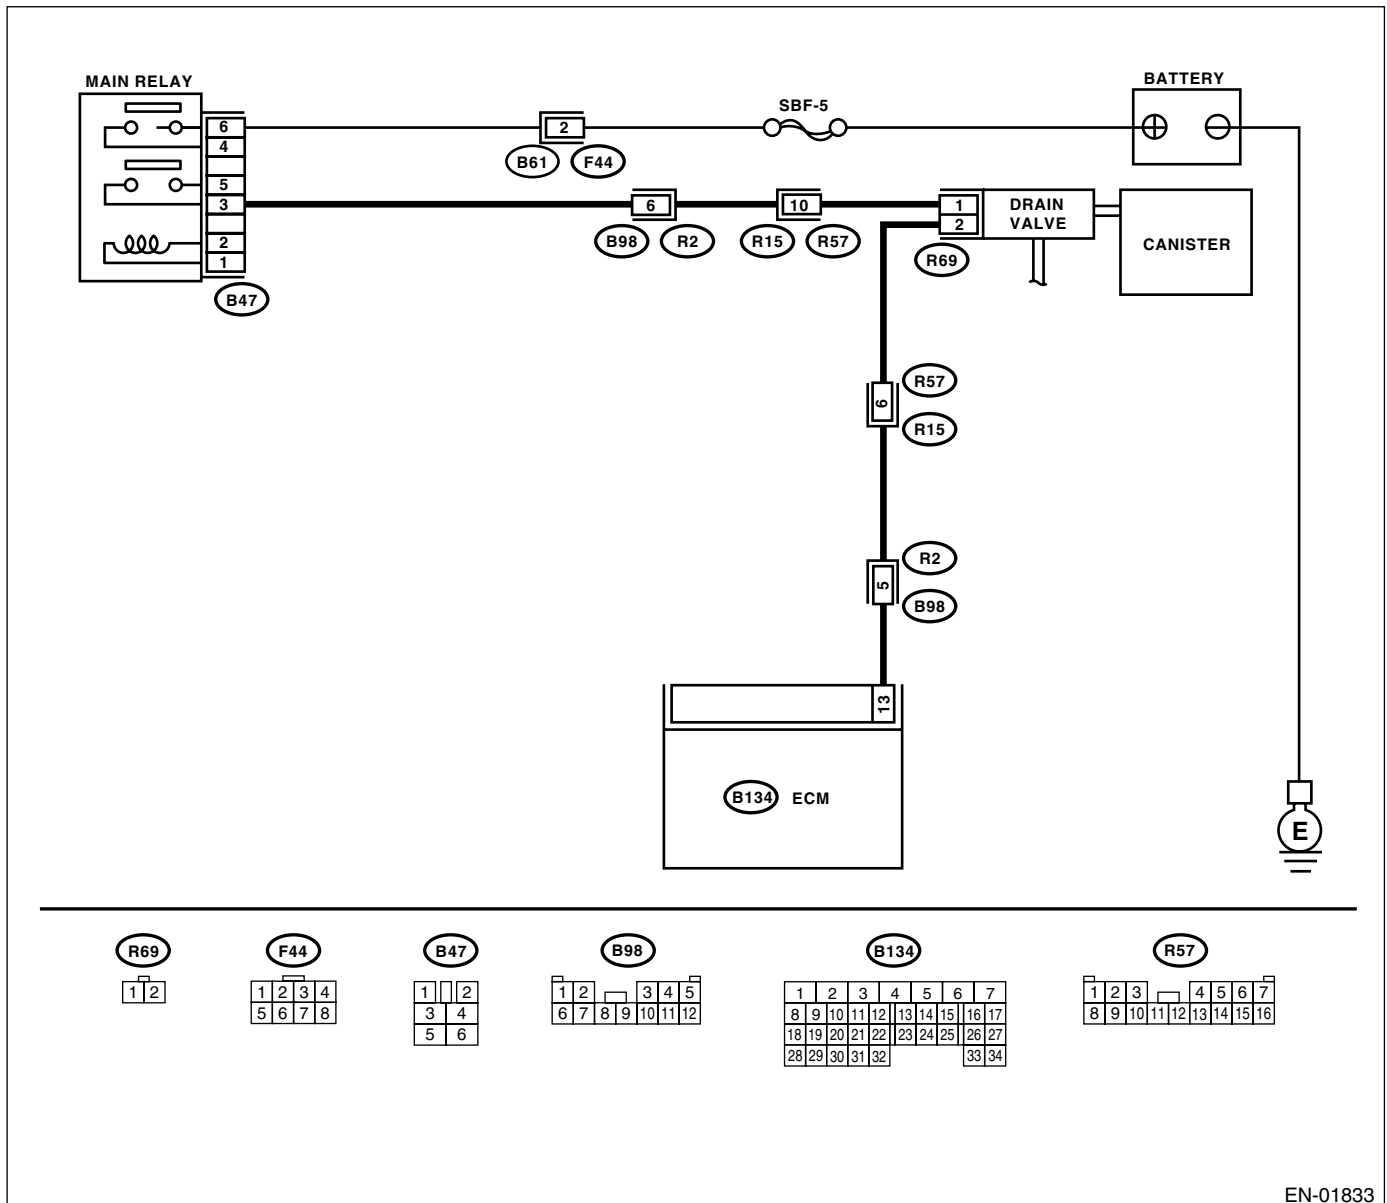 MAIN RELAY
BATTERY
SBF-5
6
4
5
3
2
1
B47
2
B61 F44
6
B98 R2
10
R15 R57
1
2
R69
DRAIN
VALVE
CANISTER
6
R57
R15
5
R2
B98
13
B134 ECM
E
R69
1 2
F44
1 2 3 4
5 6 7 8
B47
1 2
3 4
5 6
B98
1 2 3 4 5
6 7 8 9 10 11 12
B134
1 2 3 4 5 6 7
8 9 10 11 12 13 14 15 16 17
18 19 20 21 22 23 24 25 26 27
28 29 30 31 32 33 34
R57
1 2 3 4 5 6 7
8 9 10 11 12 13 14 15 16
EN-01833